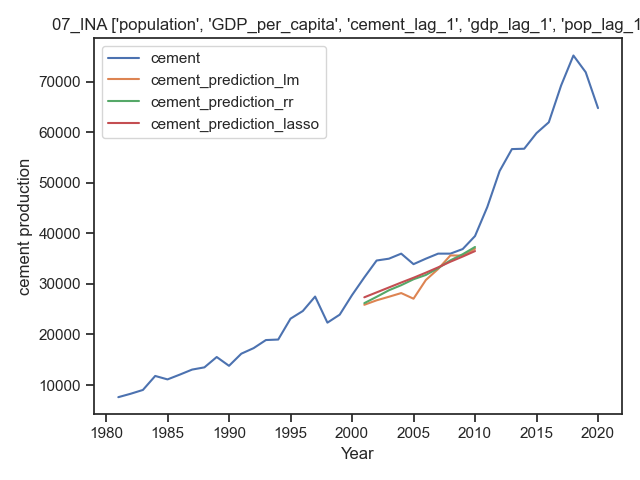 07_INA ['population', 'GDP_per_capita', 'cement_lag_1', 'gdp_lag_1', 'pop_lag_1
cement
cement_prediction_lm
cement_prediction_rr
cement_prediction_lasso
70000
60000
50000
40000
30000
20000
10000
cement production
1980 1985 1990 1995 2000 2005 2010 2015 2020
Year